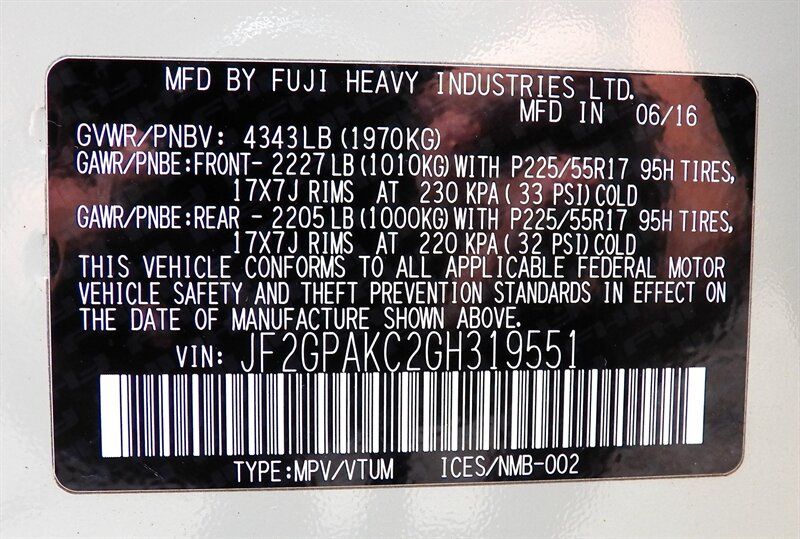 MFD BY FUJI HEAVY INDUSTRIES LTD.
MFD IN 06/16
GVWR/PNBV: 4343LB (1970KG)
GAWR/PNBE:FRONT- 2227LB (1010KG) WITH P225/55R17 95H TIRES,
17X7J RIMS AT 230 KPA( 33 PSI) COLD
GAWR/PNBE:REAR - 2205LB (1000KG) WITH P225/55R17 95H TIRES,
17X7J RIMS AT 220 KPA( 32 PSI) COLD
THIS VEHICLE CONFORMS TO ALL APPLICABLE FEDERAL MOTOR
VEHICLE SAFETY AND THEFT PREVENTION STANDARDS IN EFFECT ON
THE DATE OF MANUFACTURE SHOWN ABOVE.
VIN: JF2GPAKC2GH319551
TYPE:MPV/VTUM ICES/NMB-002